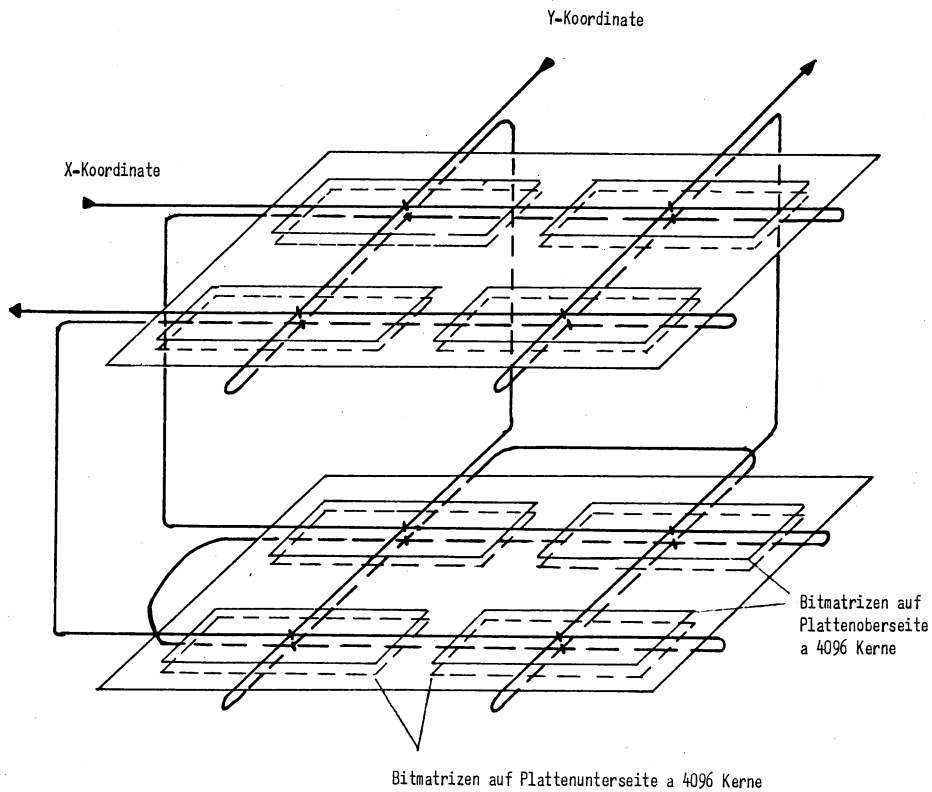 Y-Koordinate
X-Koordinate
Bitmatrizen auf
Plattenoberseite
a 4096 Kerne
Bitmatrizen auf Plattenunterseite a 4096 Kerne